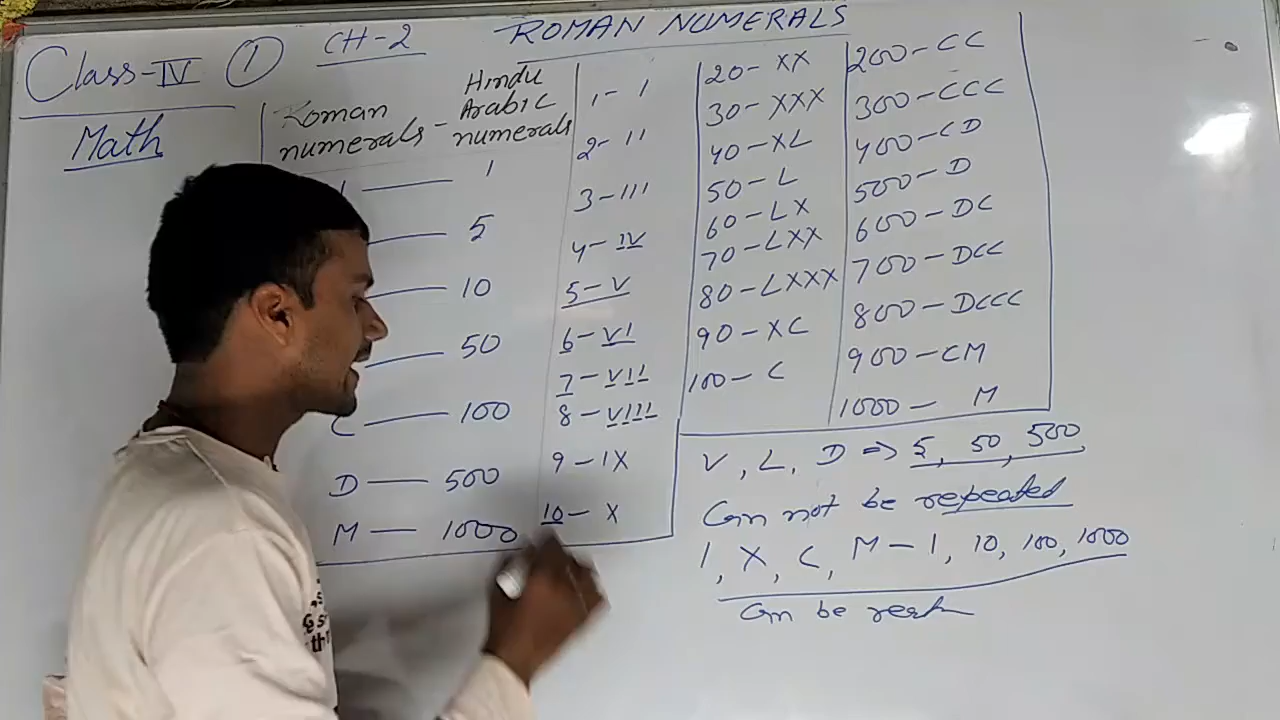 Class-IV ① CH-2 ROMAN NUMERALS
Math
Roman numerals - Hindu Arabic numerals
I — 1
5
10
50
C — 100
D — 500
M — 1000
1 - I
2 - II
3 - III
4 - IV
5 - V
6 - VI
7 - VII
8 - VIII
9 - IX
10 - X
20 - XX
30 - XXX
40 - XL
50 - L
60 - LX
70 - LXX
80 - LXXX
90 - XC
100 - C
200 - CC
300 - CCC
400 - CD
500 - D
600 - DC
700 - DCC
800 - DCCC
900 - CM
1000 - M
V, L, D ⇒ 5, 50, 500,
Can not be repeated
I, X, C, M - 1, 10, 100, 1000
Can be